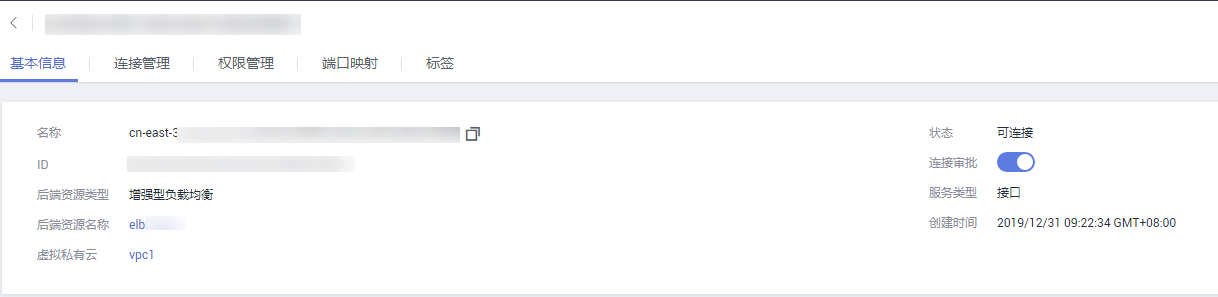 基本信息 连接管理 权限管理 端口映射 标签
名称 cn-east-3
ID
后端资源类型 增强型负载均衡
后端资源名称 elb
虚拟私有云 vpc1
状态 可连接
连接审批
服务类型 接口
创建时间 2019/12/31 09:22:34 GMT+08:00